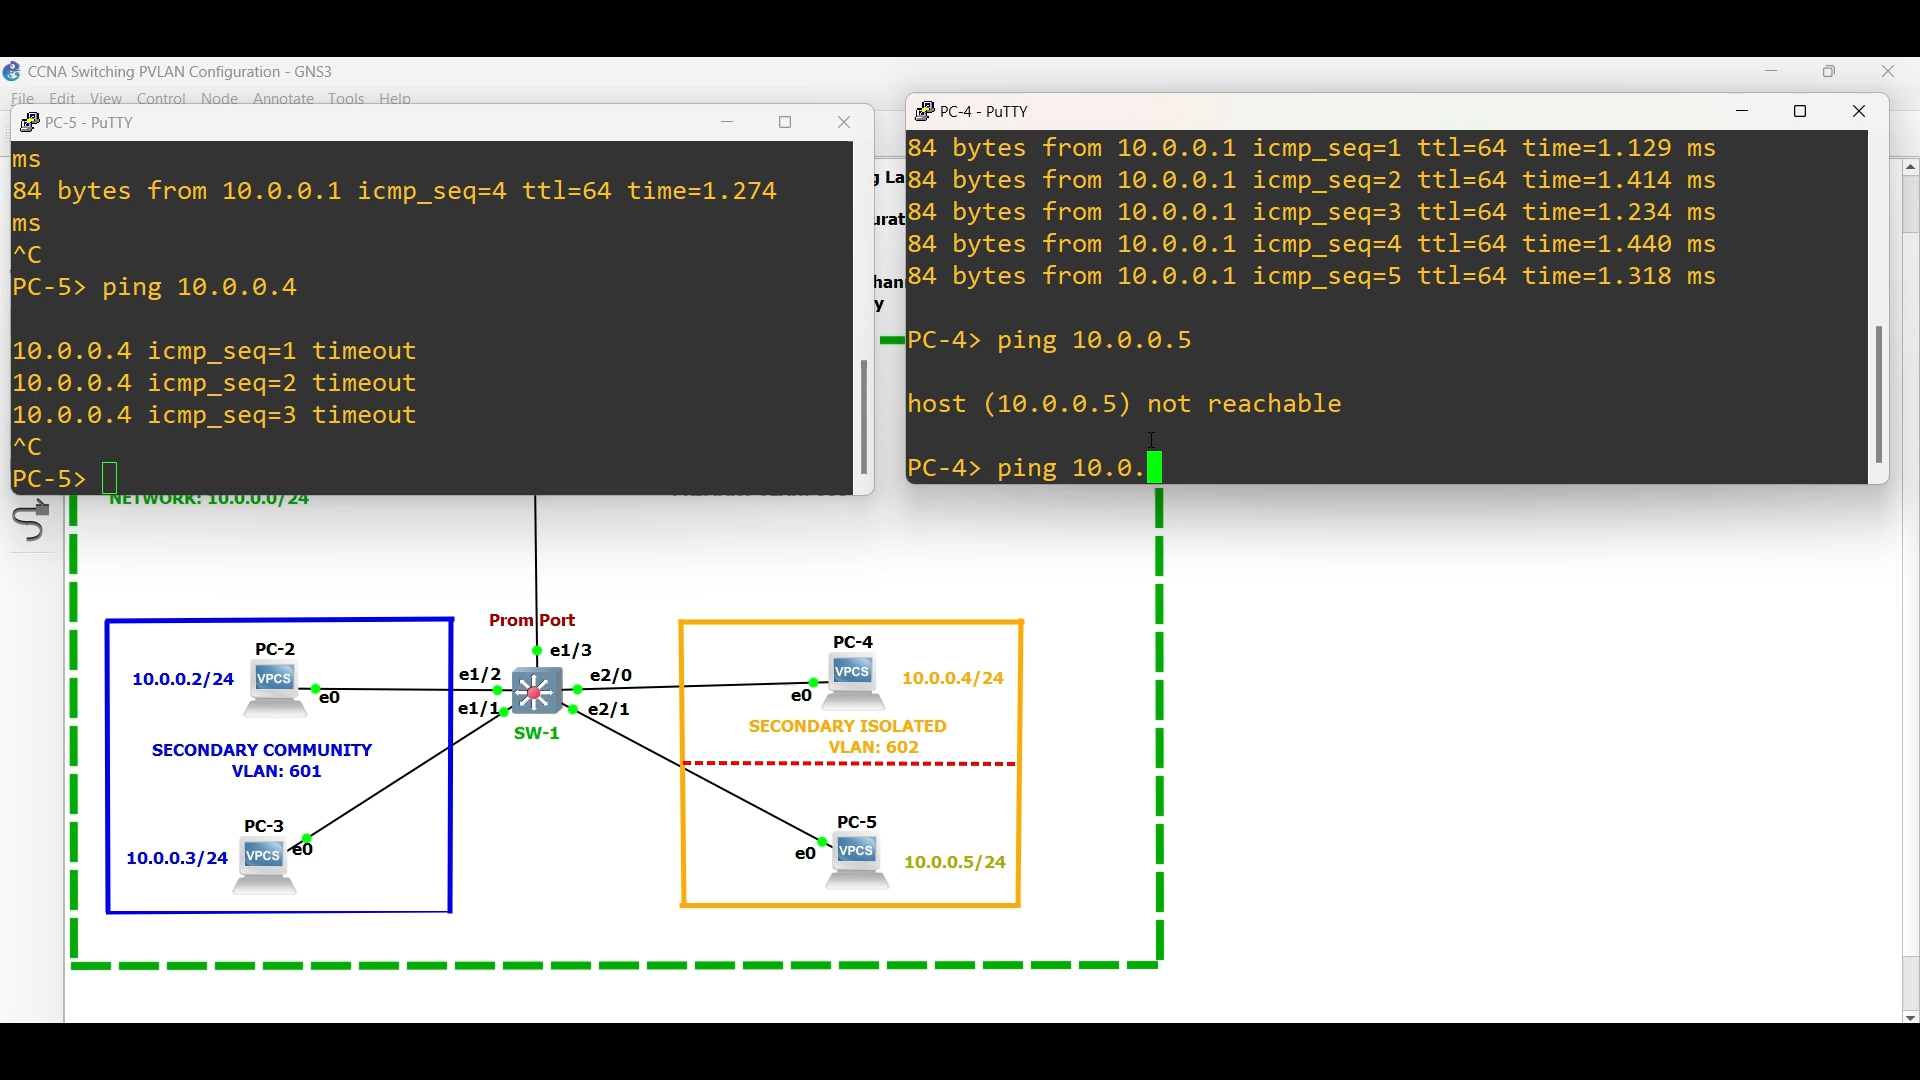 CCNA Switching PVLAN Configuration - GNS3
File Edit View Control Node Annotate Tools Help
PC-5 - PuTTY
ms
84 bytes from 10.0.0.1 icmp_seq=4 ttl=64 time=1.274
ms
^C
PC-5> ping 10.0.0.4
10.0.0.4 icmp_seq=1 timeout
10.0.0.4 icmp_seq=2 timeout
10.0.0.4 icmp_seq=3 timeout
^C
PC-5>
PC-4 - PuTTY
84 bytes from 10.0.0.1 icmp_seq=1 ttl=64 time=1.129 ms
84 bytes from 10.0.0.1 icmp_seq=2 ttl=64 time=1.414 ms
84 bytes from 10.0.0.1 icmp_seq=3 ttl=64 time=1.234 ms
84 bytes from 10.0.0.1 icmp_seq=4 ttl=64 time=1.440 ms
84 bytes from 10.0.0.1 icmp_seq=5 ttl=64 time=1.318 ms
PC-4> ping 10.0.0.5
host (10.0.0.5) not reachable
PC-4> ping 10.0.
NETWORK: 10.0.0.0/24
Prom Port
e1/3
e1/2
e2/0
e1/1
e2/1
SW-1
PC-2
VPCS
10.0.0.2/24
e0
SECONDARY COMMUNITY
VLAN: 601
PC-3
VPCS
10.0.0.3/24
e0
PC-4
VPCS
10.0.0.4/24
e0
SECONDARY ISOLATED
VLAN: 602
PC-5
VPCS
e0
10.0.0.5/24